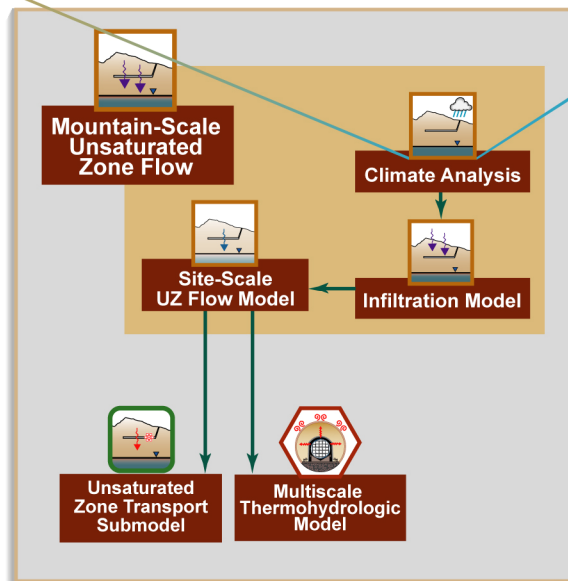 Mountain-Scale
Unsaturated
Zone Flow
Climate Analysis
Site-Scale
UZ Flow Model
Infiltration Model
Unsaturated
Zone Transport
Submodel
Multiscale
Thermohydrologic
Model